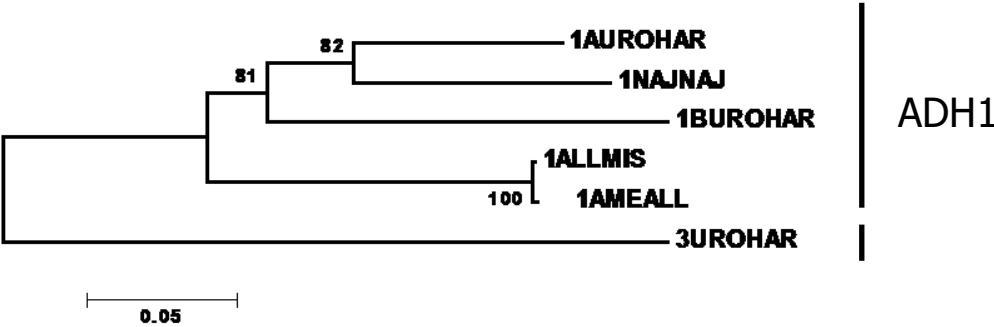 82
1AUROHAR
81
1NAJNAJ
1BUROHAR
ADH1
1ALLMIS
100
1AMEALL
3UROHAR
0.05